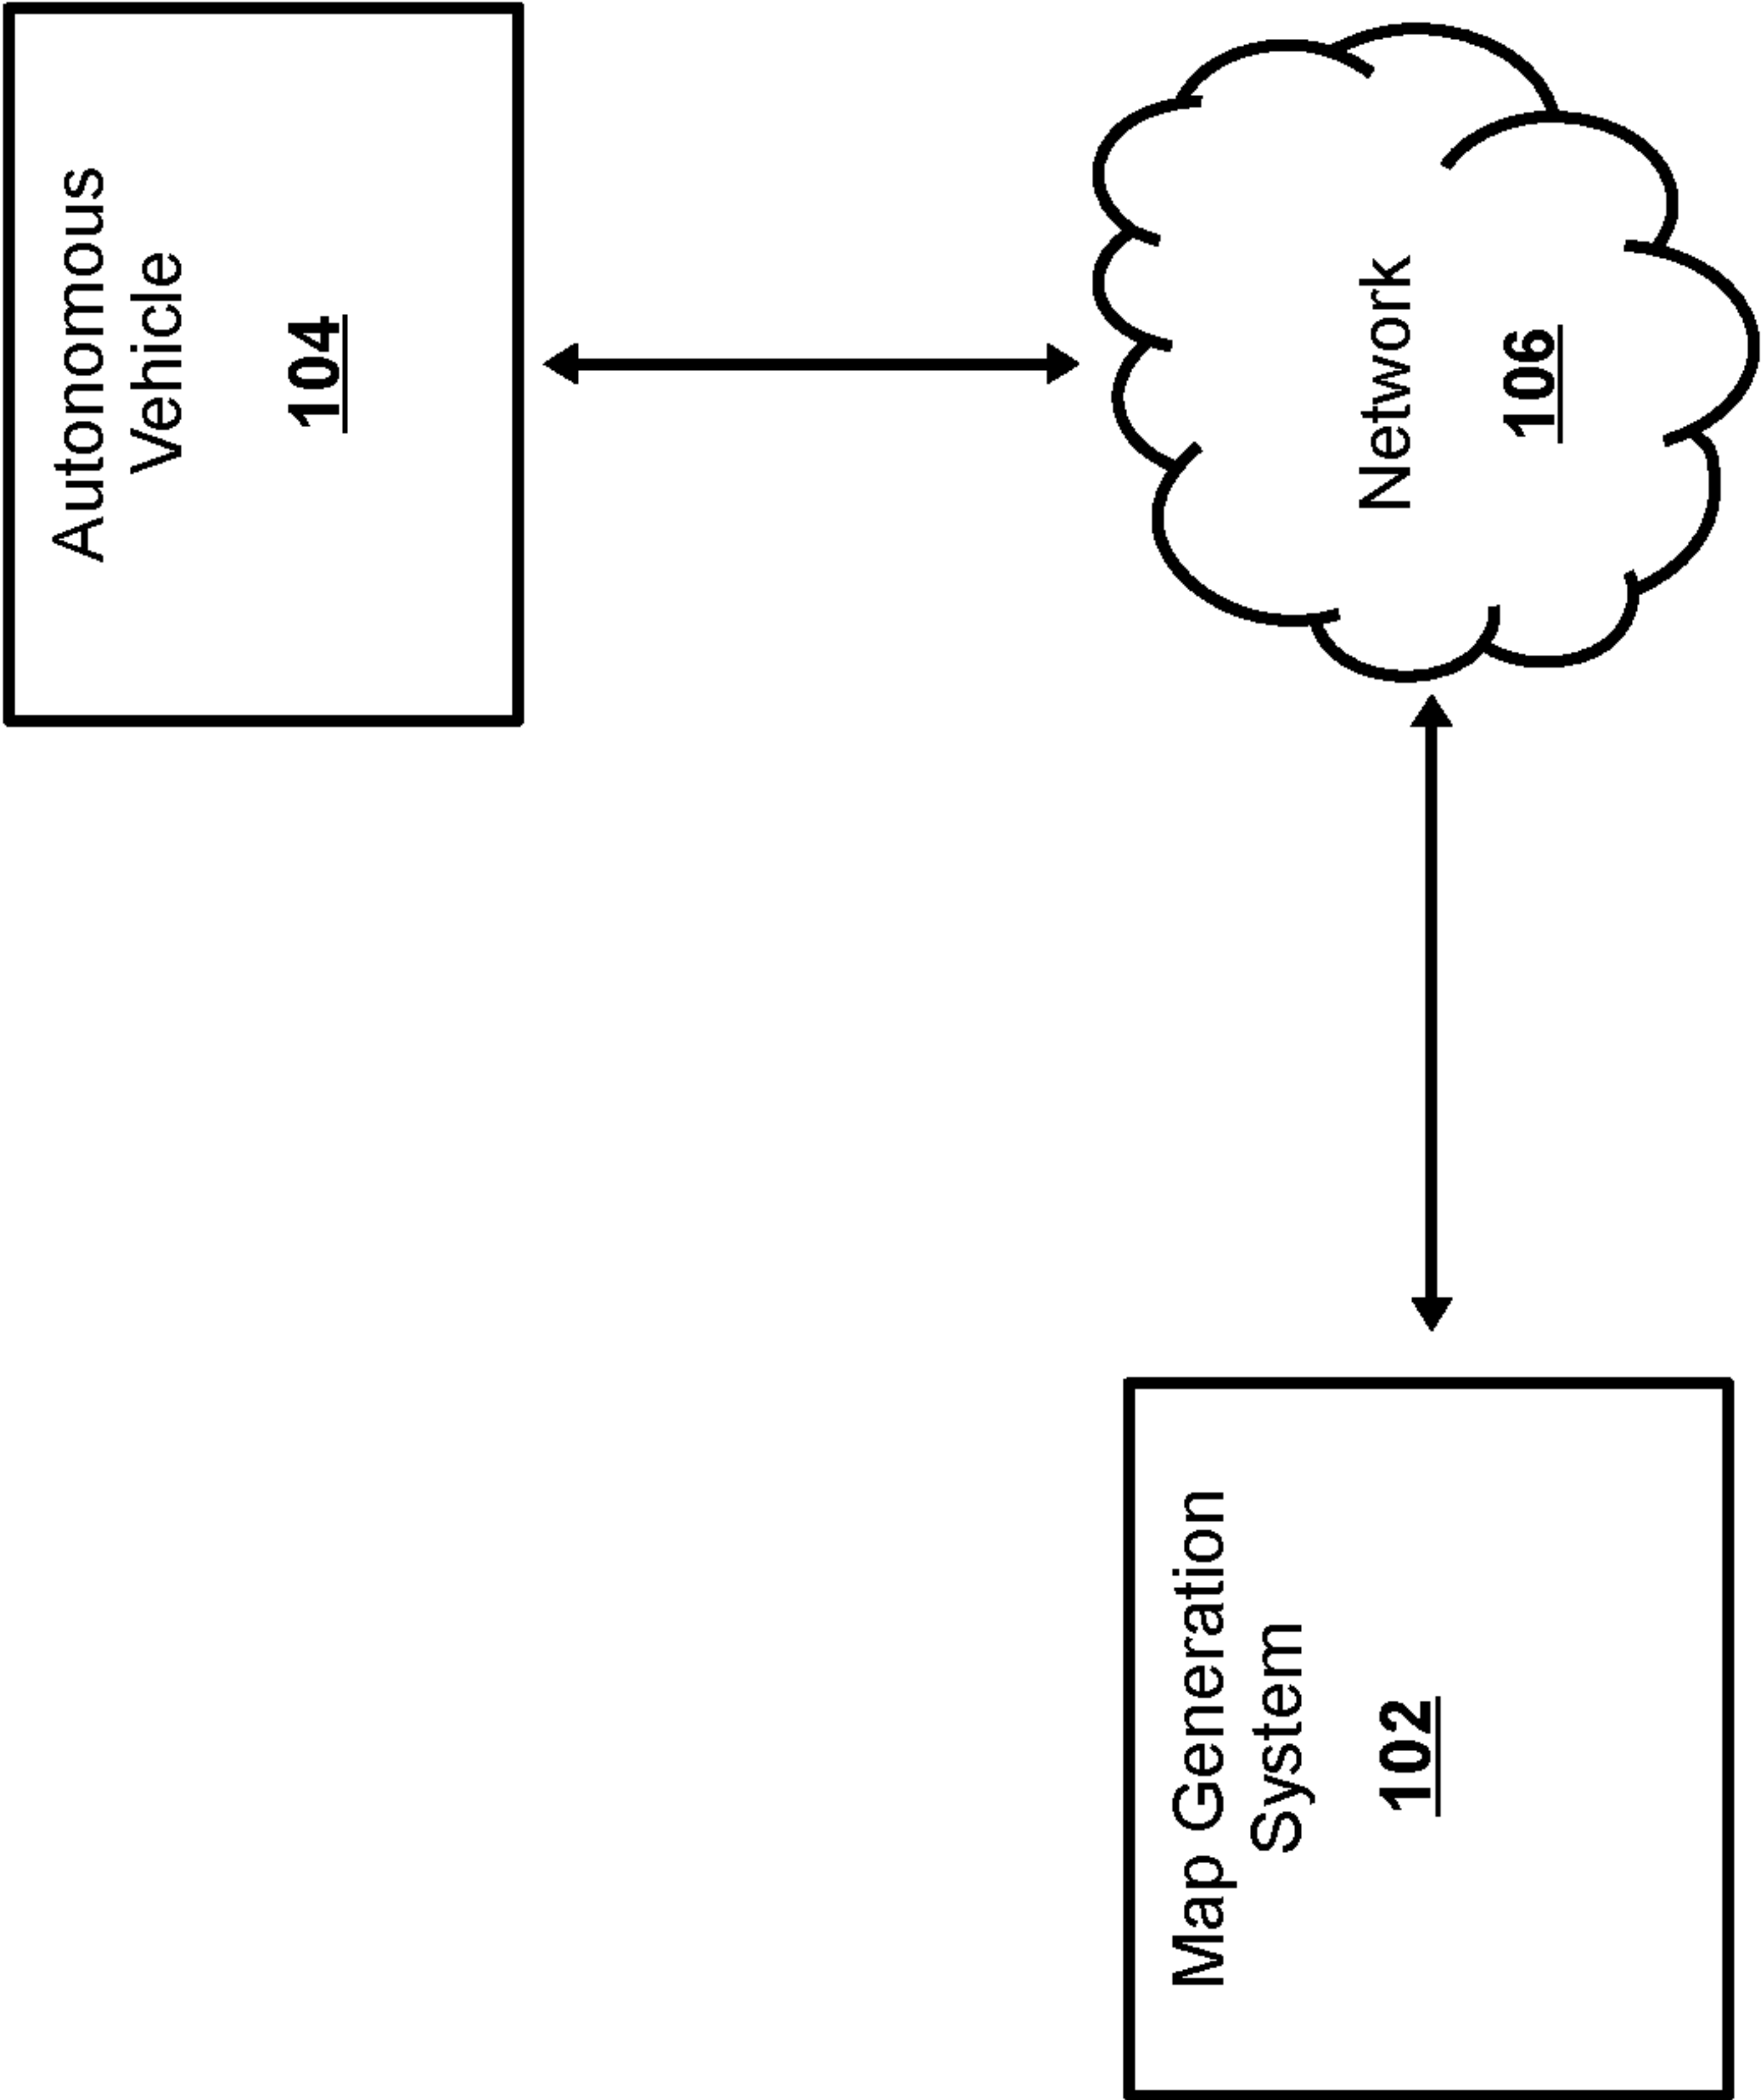 Autonomous
Vehicle
104
Map Generation
System
102
Network
106